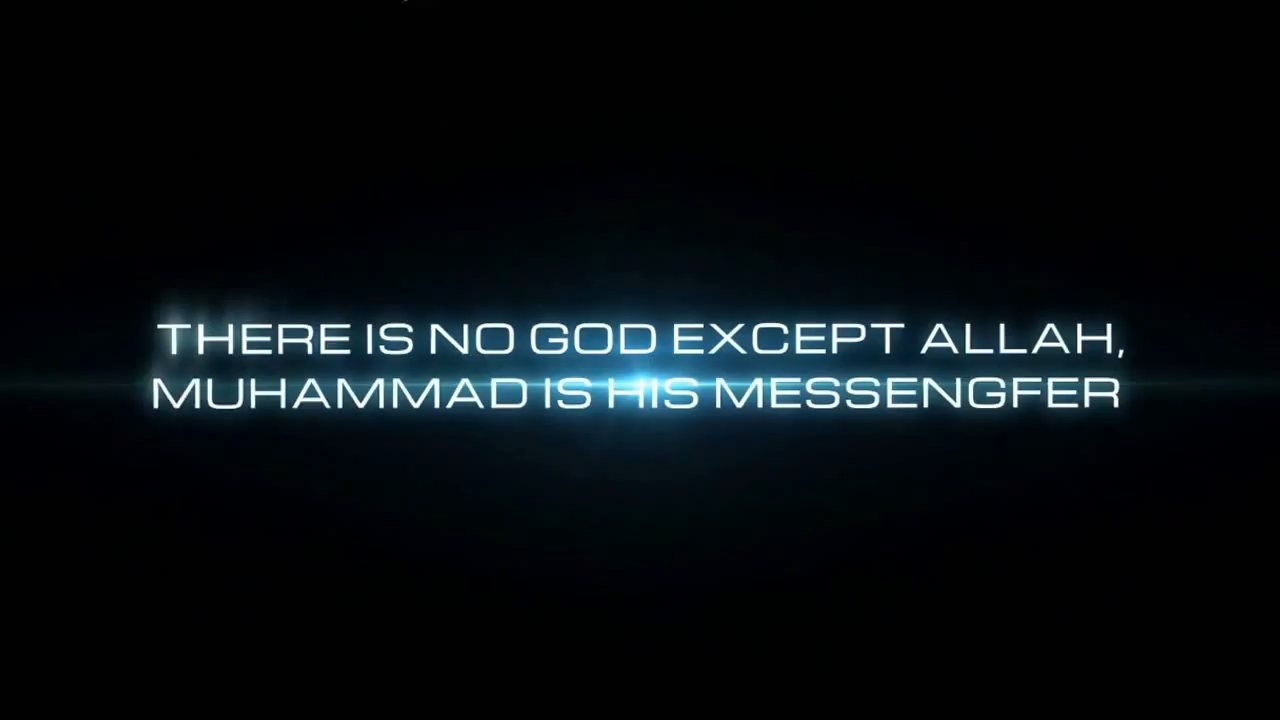 THERE IS NO GOD EXCEPT ALLAH,
MUHAMMAD IS HIS MESSENGFER